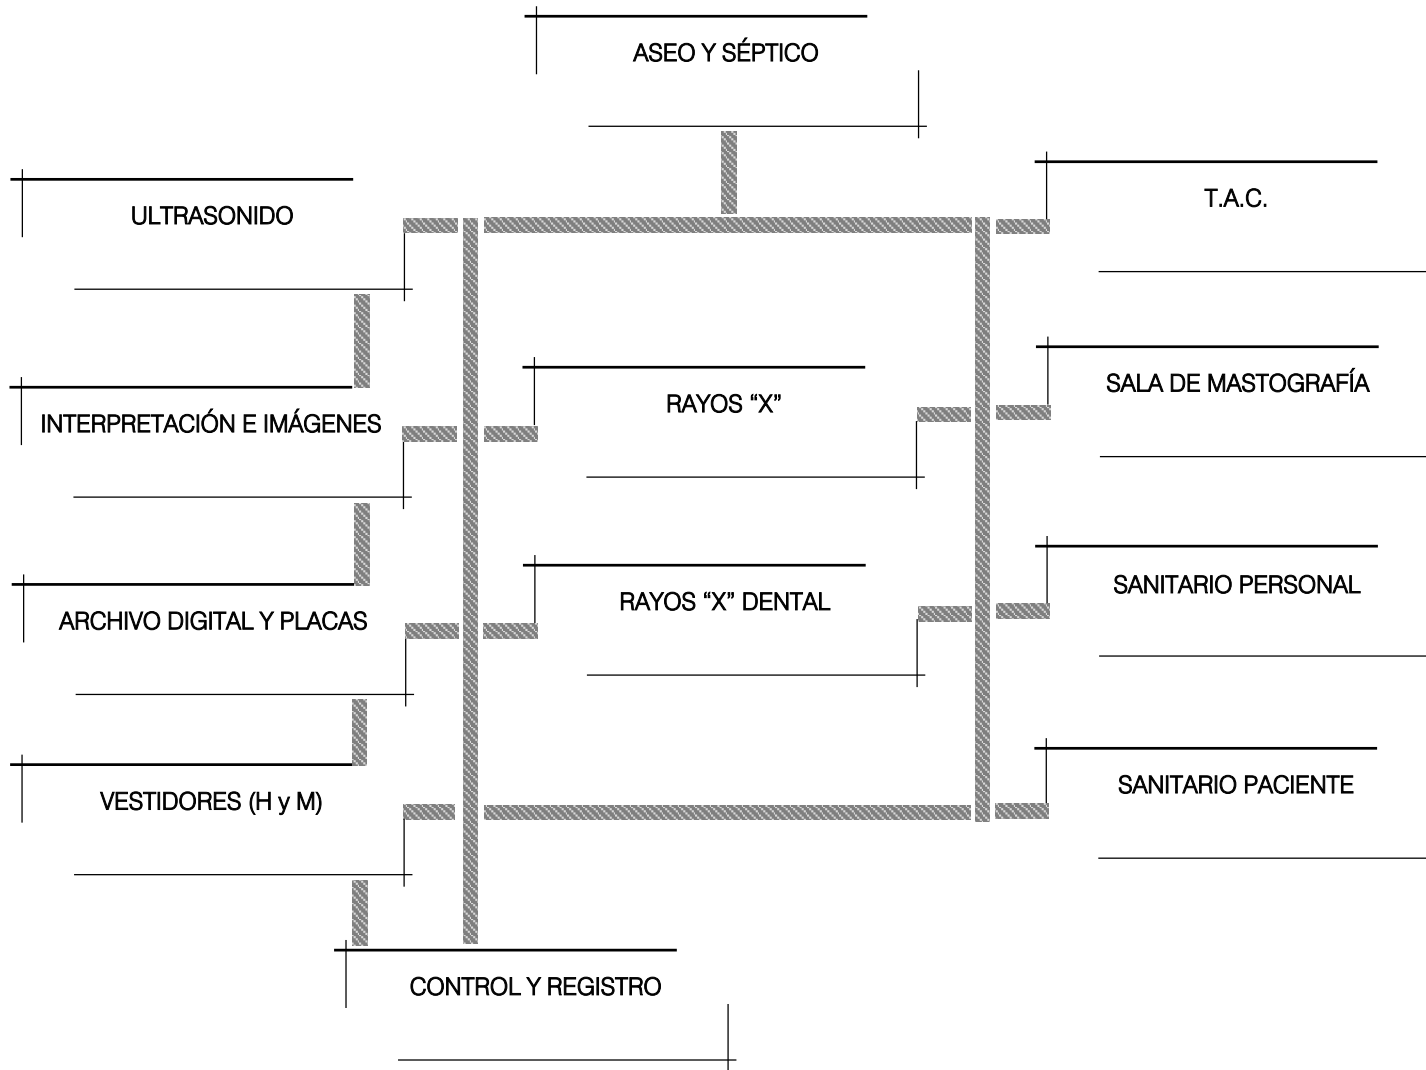 ASEO Y SÉPTICO
ULTRASONIDO
T.A.C.
INTERPRETACIÓN E IMÁGENES
RAYOS “X”
SALA DE MASTOGRAFÍA
ARCHIVO DIGITAL Y PLACAS
RAYOS “X” DENTAL
SANITARIO PERSONAL
VESTIDORES (H y M)
SANITARIO PACIENTE
CONTROL Y REGISTRO